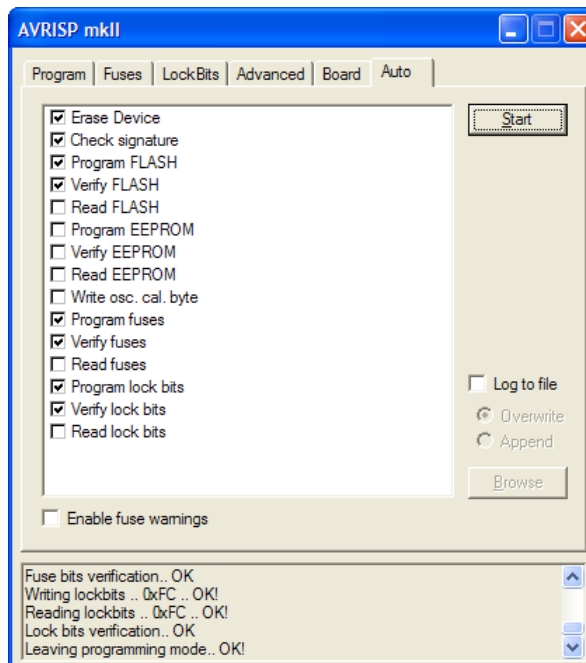 AVRISP mkII
Program Fuses LockBits Advanced Board Auto
Erase Device
Check signature
Program FLASH
Verify FLASH
Read FLASH
Program EEPROM
Verify EEPROM
Read EEPROM
Write osc. cal. byte
Program fuses
Verify fuses
Read fuses
Program lock bits
Verify lock bits
Read lock bits
Start
Log to file
Overwrite
Append
Browse
Enable fuse warnings
Fuse bits verification.. OK
Writing lockbits .. 0xFC .. OK!
Reading lockbits .. 0xFC .. OK!
Lock bits verification.. OK
Leaving programming mode.. OK!